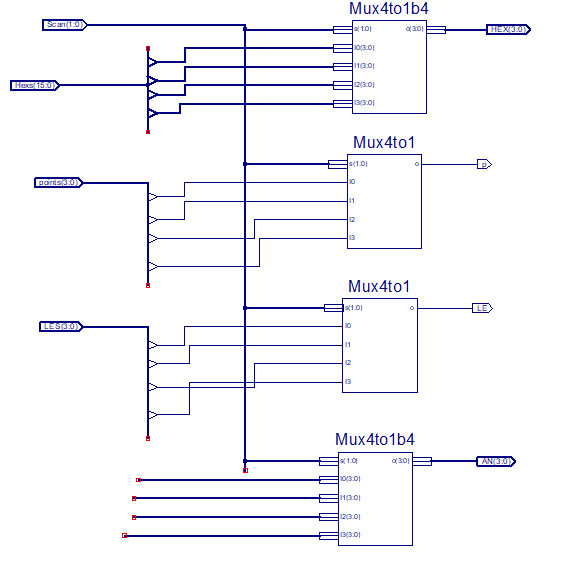 Mux4to1b4
Scan(1:0)
s(1:0)
o(3:0)
HEX(3:0)
I0(3:0)
I1(3:0)
Hexs(15:0)
I2(3:0)
I3(3:0)
Mux4to1
s(1:0)
o
p
points(3:0)
I0
I1
I2
I3
Mux4to1
s(1:0)
o
LE
LES(3:0)
I0
I1
I2
I3
Mux4to1b4
s(1:0)
o(3:0)
AN(3:0)
I0(3:0)
I1(3:0)
I2(3:0)
I3(3:0)